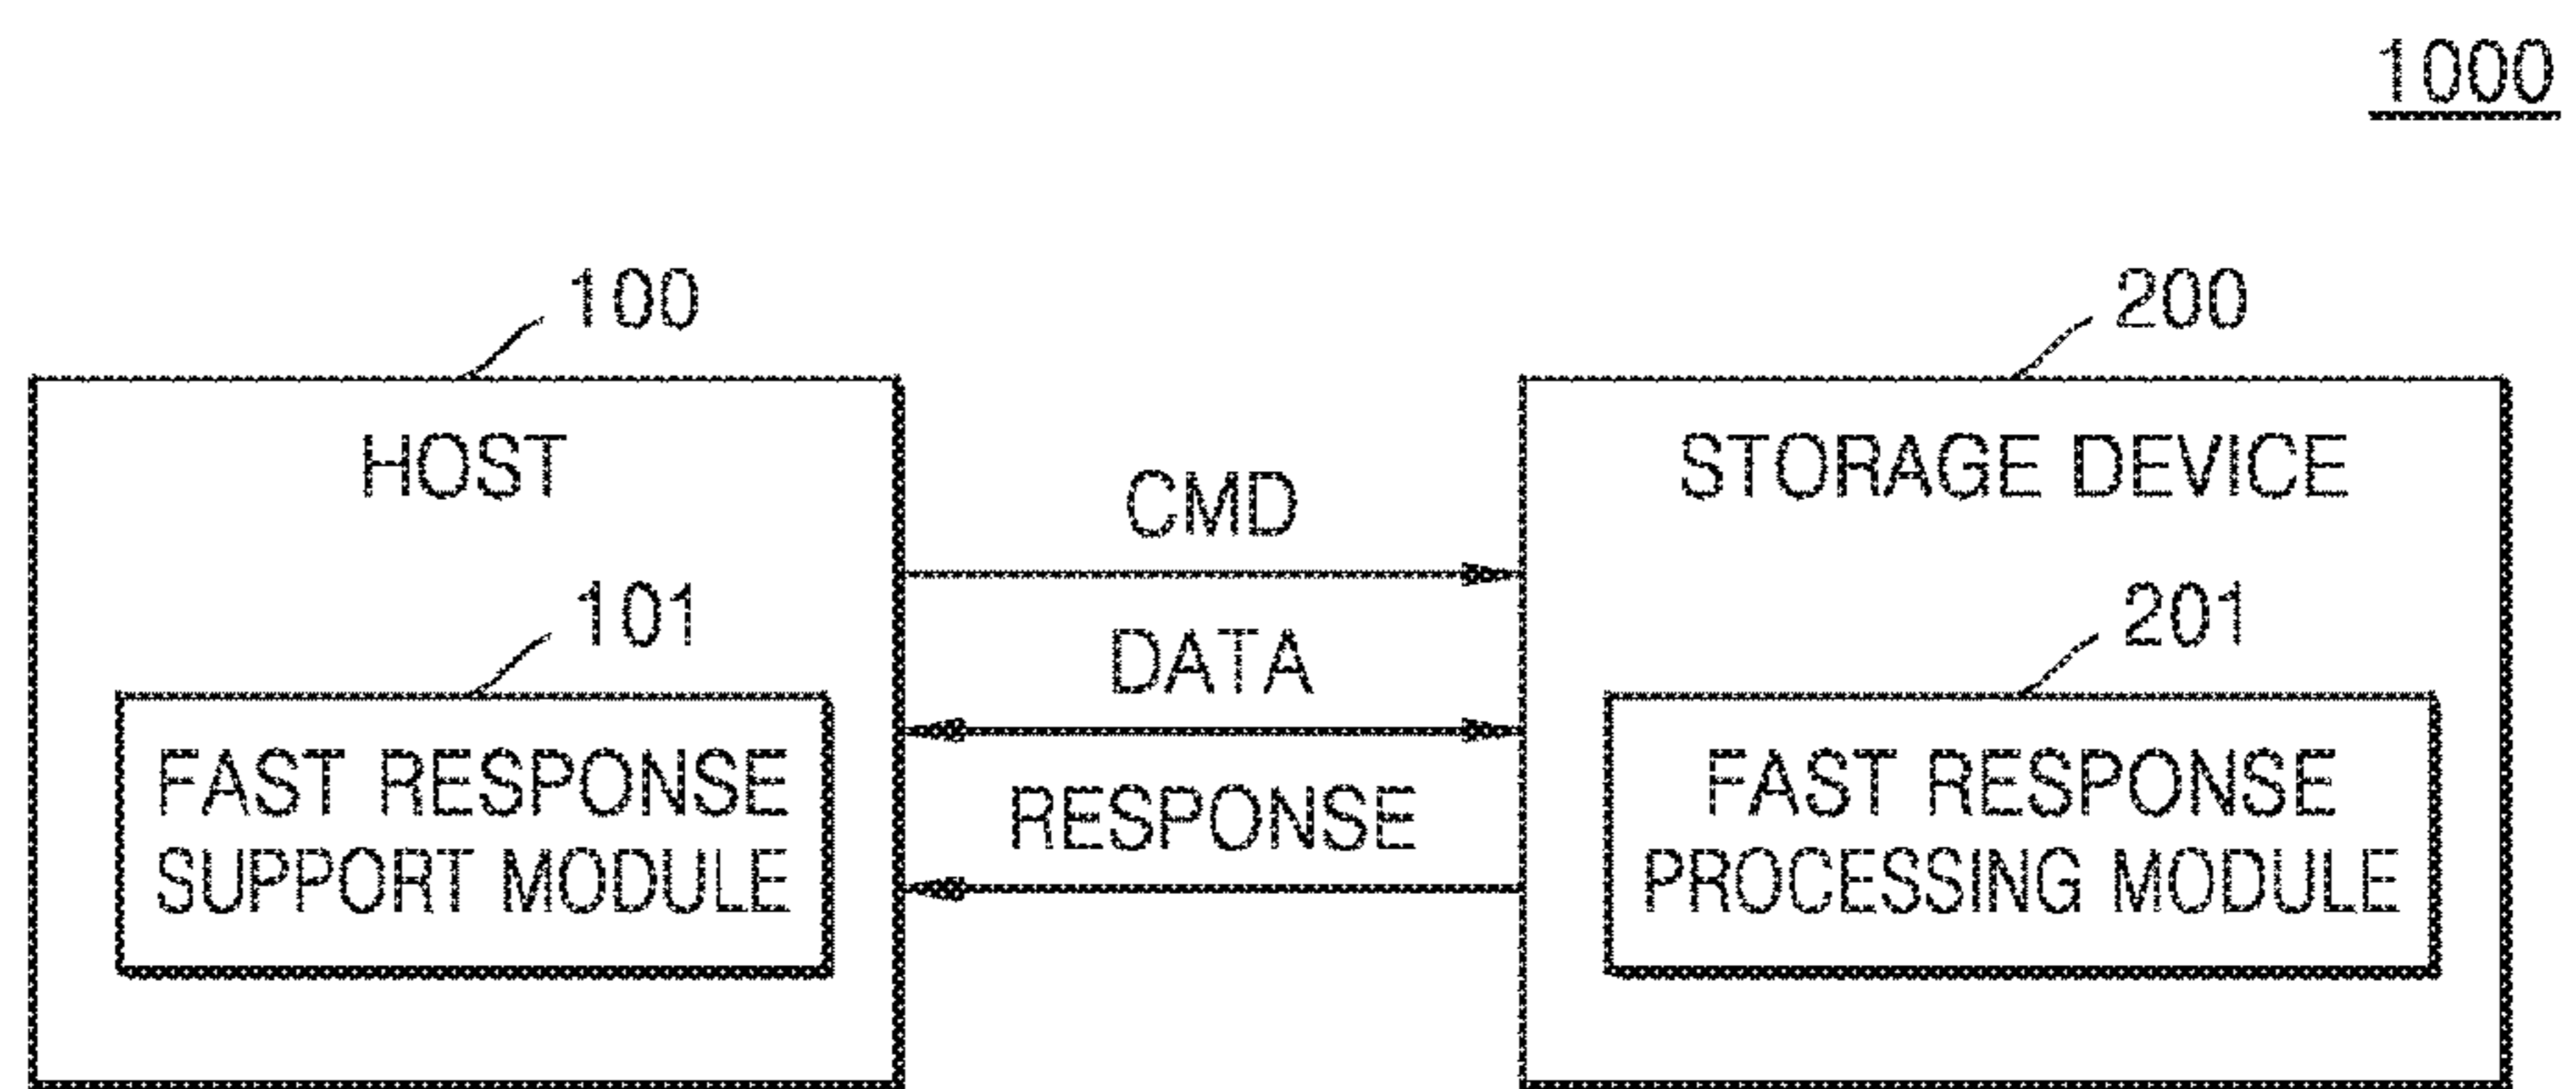 1000
100
200
HOST
STORAGE DEVICE
CMD
101
201
DATA
FAST RESPONSE
SUPPORT MODULE
RESPONSE
FAST RESPONSE
PROCESSING MODULE